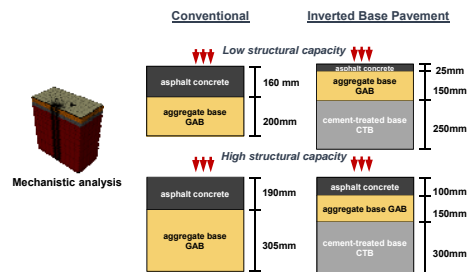 Conventional
Inverted Base Pavement
Low structural capacity
asphalt concrete
160 mm
aggregate base
GAB
200mm
asphalt concrete
25mm
aggregate base
GAB
150mm
cement-treated base
CTB
250mm
Mechanistic analysis
High structural capacity
asphalt concrete
190mm
aggregate base
GAB
305mm
asphalt concrete
100mm
aggregate base GAB
150mm
cement-treated base
CTB
300mm